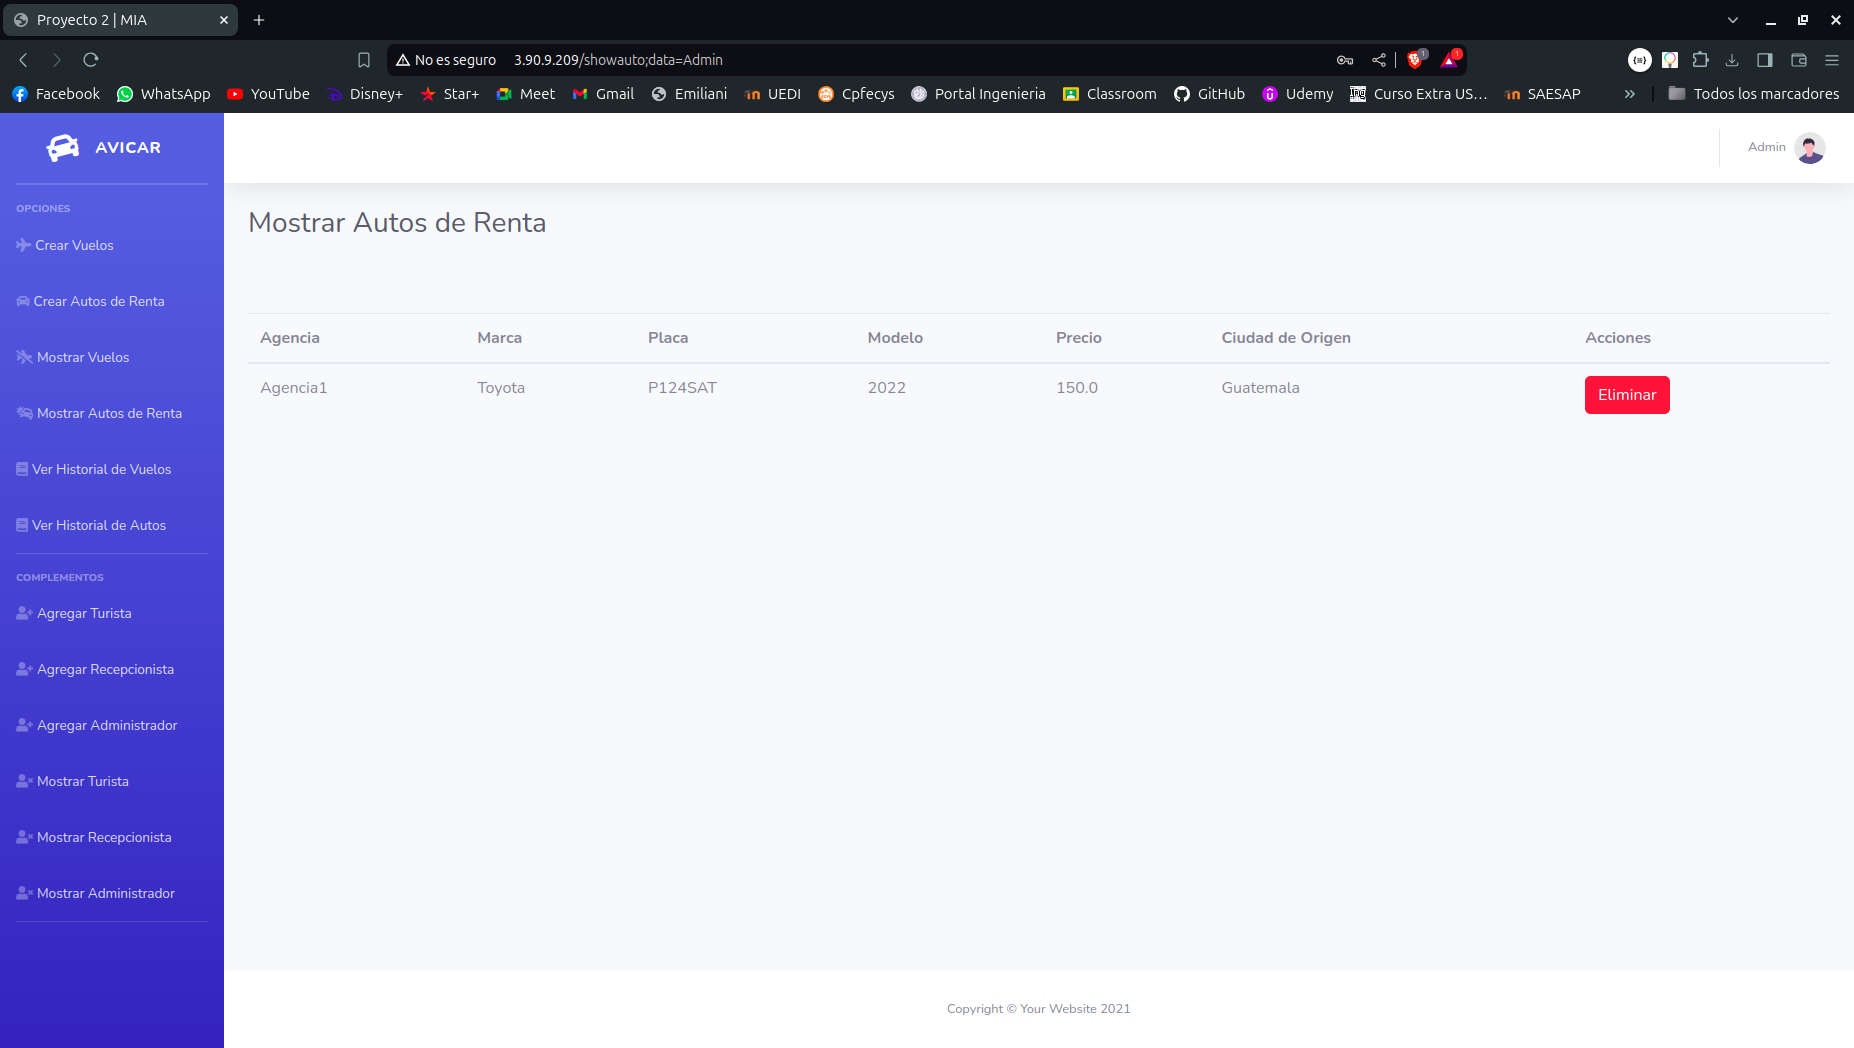 Proyecto 2 | MIA
No es seguro 3.90.9.209/showauto;data=Admin
Facebook WhatsApp YouTube Disney+ Star+ Meet Gmail Emiliani UEDI Cpfecys Portal Ingenieria Classroom GitHub Udemy Curso Extra US... SAESAP » Todos los marcadores
AVICAR
Admin
OPCIONES
Crear Vuelos
Crear Autos de Renta
Mostrar Vuelos
Mostrar Autos de Renta
Ver Historial de Vuelos
Ver Historial de Autos
COMPLEMENTOS
Agregar Turista
Agregar Recepcionista
Agregar Administrador
Mostrar Turista
Mostrar Recepcionista
Mostrar Administrador
Mostrar Autos de Renta
Agencia Marca Placa Modelo Precio Ciudad de Origen Acciones
Agencia1 Toyota P124SAT 2022 150.0 Guatemala Eliminar
Copyright © Your Website 2021